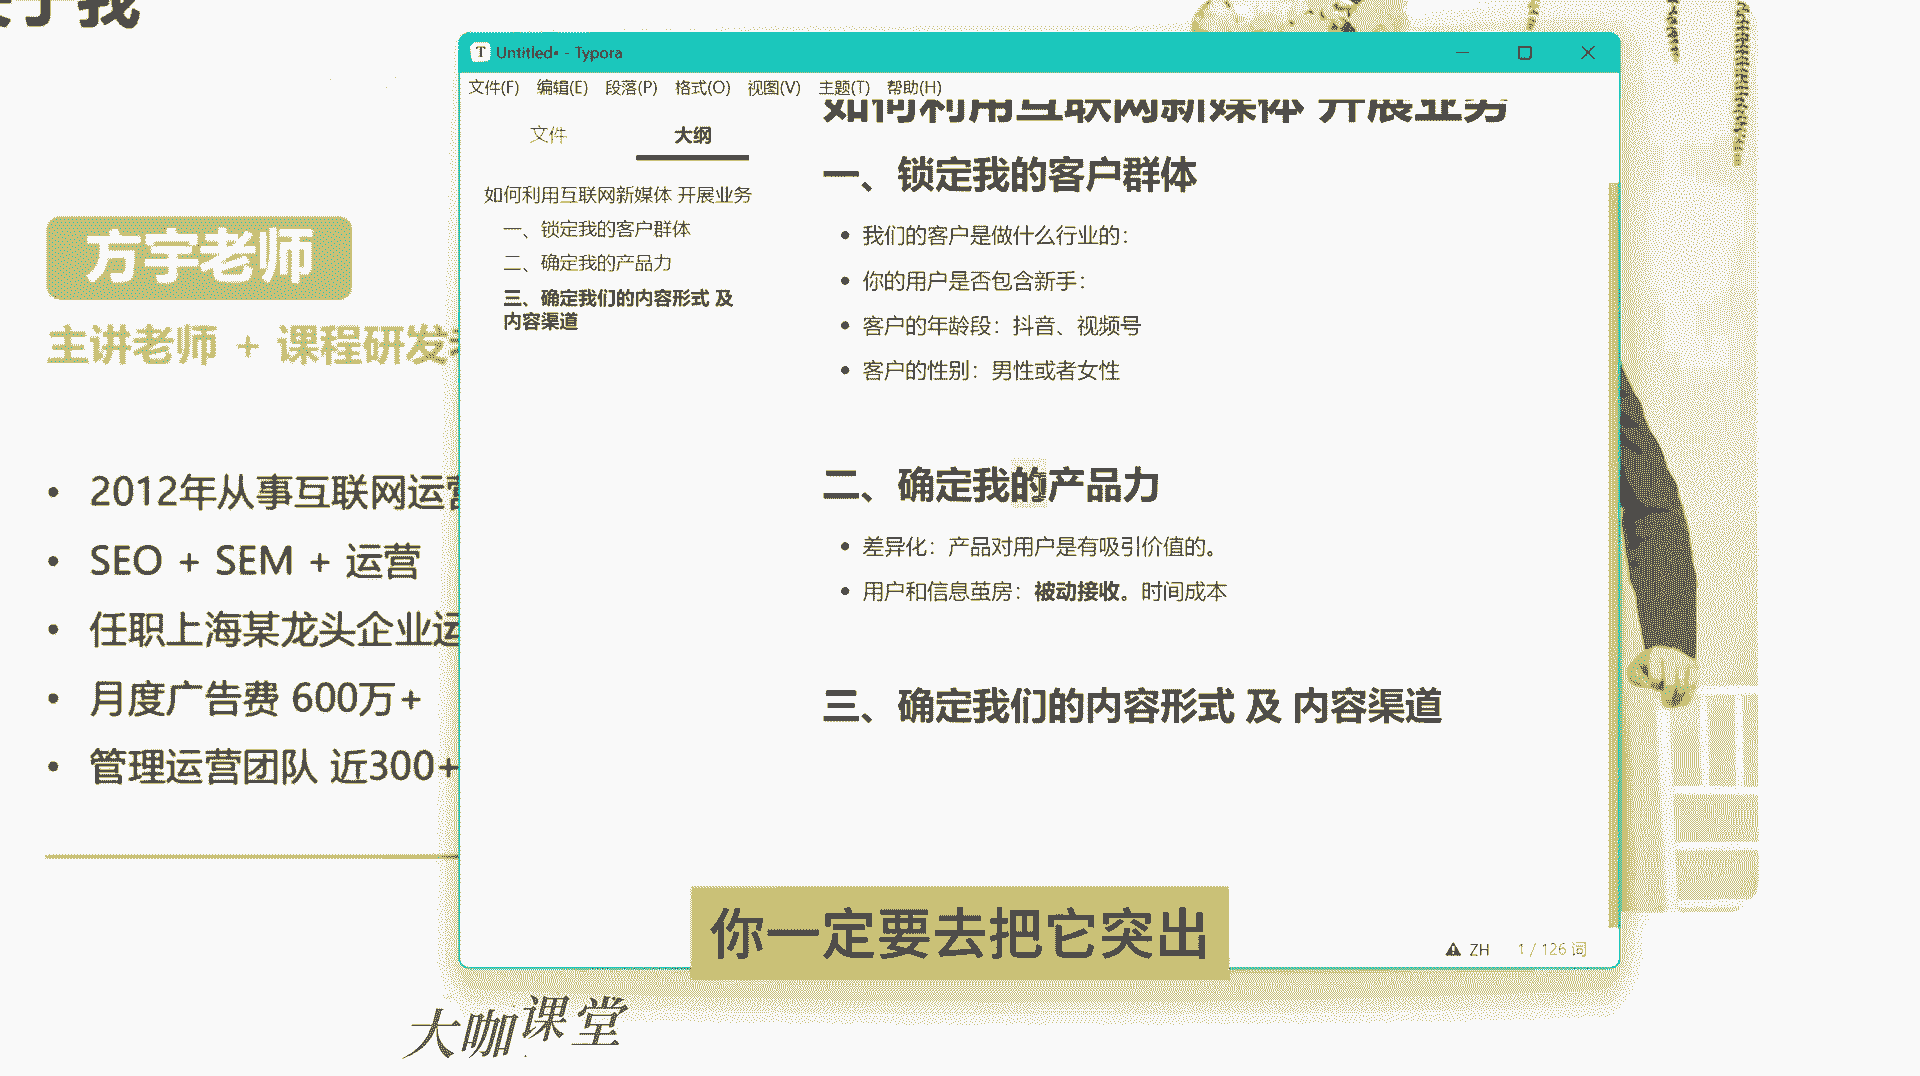 方宇老师
主讲老师 + 课程研发
• 2012年从事互联网运营
• SEO + SEM + 运营
• 任职上海某龙头企业运
• 月度广告费 600万+
• 管理运营团队 近300+
Untitled• - Typora
文件(F) 编辑(E) 段落(P) 格式(O) 视图(V) 主题(T) 帮助(H)
文件 大纲
如何利用互联网新媒体 开展业务
一、锁定我的客户群体
二、确定我的产品力
三、确定我们的内容形式 及
内容渠道
如何利用互联网新媒体 开展业务
一、锁定我的客户群体
• 我们的客户是做什么行业的：
• 你的用户是否包含新手：
• 客户的年龄段：抖音、视频号
• 客户的性别：男性或者女性
二、确定我的产品力
• 差异化：产品对用户是有吸引价值的。
• 用户和信息茧房：被动接收。时间成本
三、确定我们的内容形式 及 内容渠道
你一定要去把它突出
ZH 1 / 126 词
大咖课堂